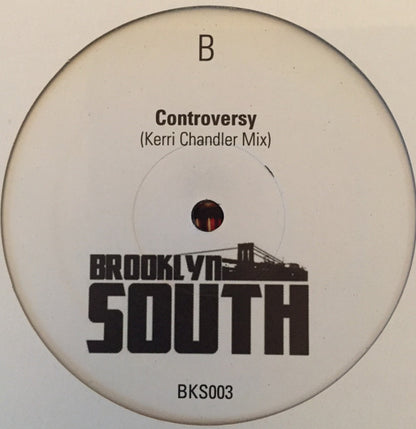 B
Controversy
(Kerri Chandler Mix)
BROOKLYN
SOUTH
BKS003